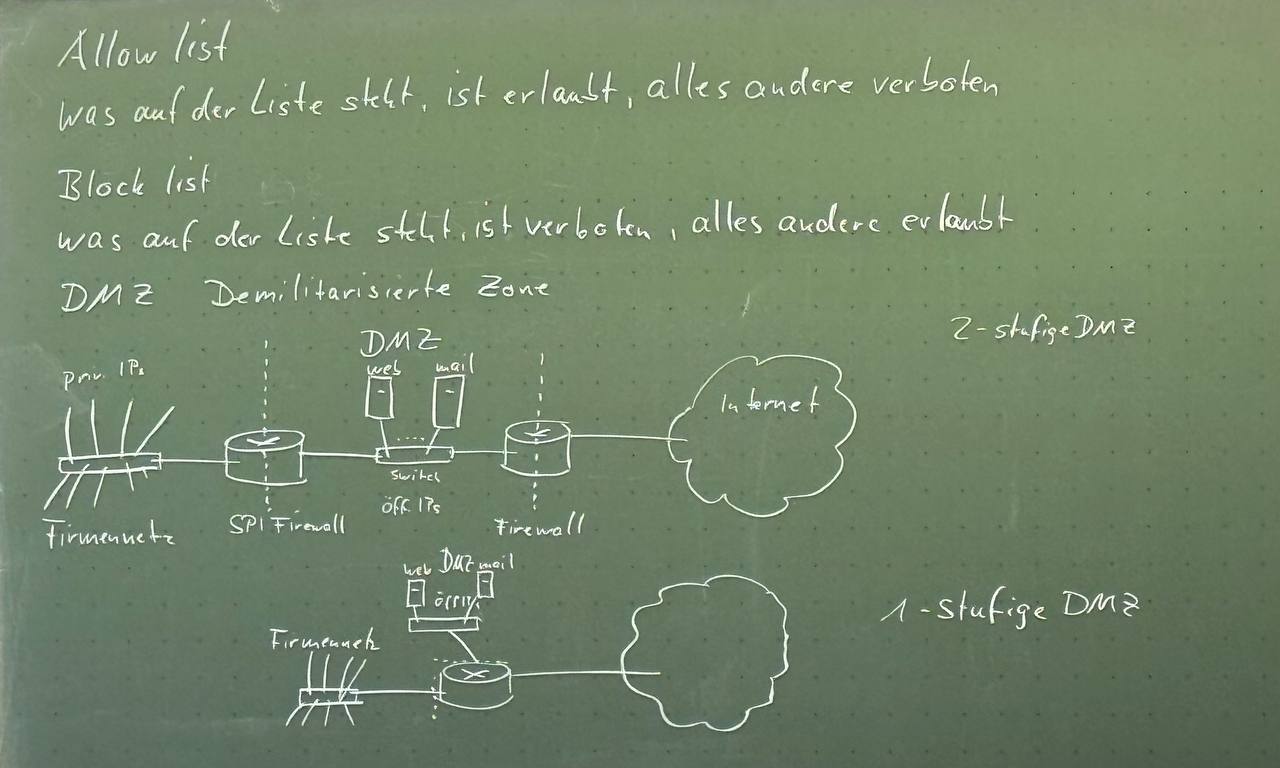 Allow list
was auf der Liste steht, ist erlaubt, alles andere verboten
Block list
was auf der Liste steht, ist verboten, alles andere erlaubt
DMZ Demilitarisierte Zone
2-stufige DMZ
DMZ
web mail
Priv. IPs
Internet
Switch
öff. IPs
Firmennetz
SPI Firewall
Firewall
DMZ
web mail
Firmennetz
1-stufige DMZ